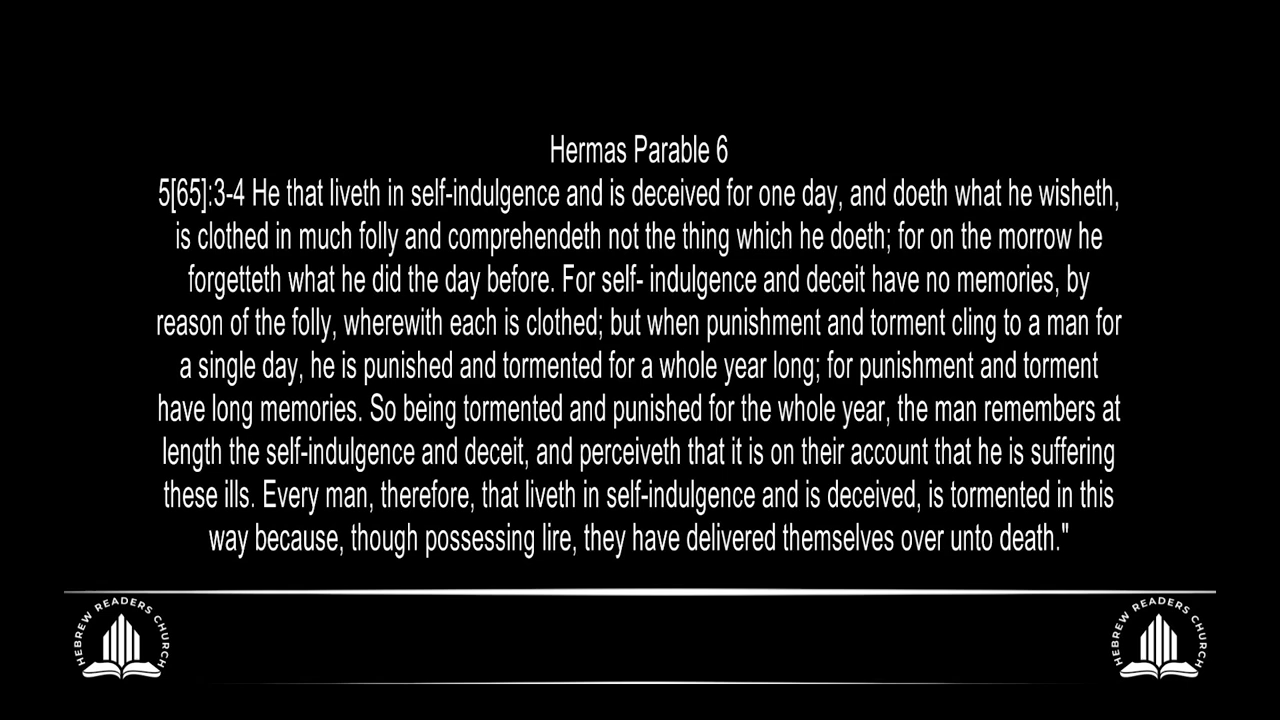 Hermas Parable 6
5[65]:3-4 He that liveth in self-indulgence and is deceived for one day, and doeth what he wisheth,
is clothed in much folly and comprehendeth not the thing which he doeth; for on the morrow he
forgetteth what he did the day before. For self- indulgence and deceit have no memories, by
reason of the folly, wherewith each is clothed; but when punishment and torment cling to a man for
a single day, he is punished and tormented for a whole year long; for punishment and torment
have long memories. So being tormented and punished for the whole year, the man remembers at
length the self-indulgence and deceit, and perceiveth that it is on their account that he is suffering
these ills. Every man, therefore, that liveth in self-indulgence and is deceived, is tormented in this
way because, though possessing lire, they have delivered themselves over unto death."
HEBREW READERS CHURCH
HEBREW READERS CHURCH